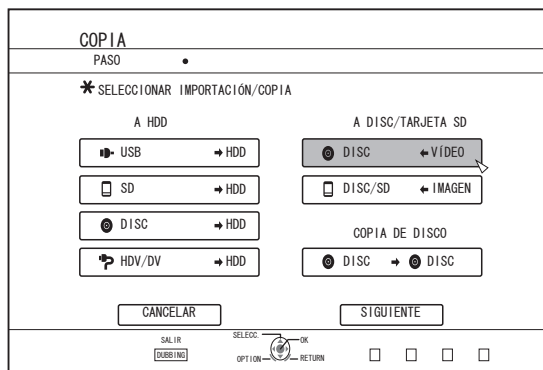 COPIA
PASO
SELECCIONAR IMPORTACIÓN/COPIA
A HDD
USB ➡ HDD
SD ➡ HDD
DISC ➡ HDD
HDV/DV ➡ HDD
A DISC/TARJETA SD
DISC ⬅ VÍDEO
DISC/SD ⬅ IMAGEN
COPIA DE DISCO
DISC ➡ DISC
CANCELAR
SIGUIENTE
SALIR
DUBBING
SELECC.
OK
OPTION
RETURN